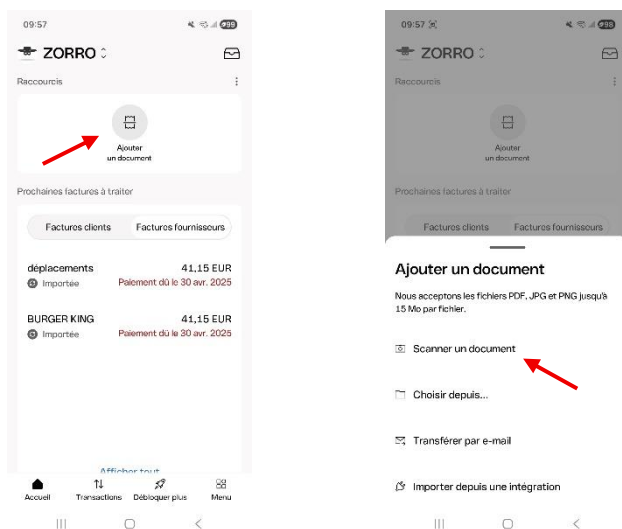 09:57
99
ZORRO
Raccourcis
Ajouter
un document
Prochaines factures à traiter
Factures clients Factures fournisseurs
déplacements 41,15 EUR
Importée Paiement dû le 30 avr. 2025
BURGER KING 41,15 EUR
Importée Paiement dû le 30 avr. 2025
Afficher tout
Accueil Transactions Débloquer plus Menu
09:57
98
ZORRO
Raccourcis
Ajouter
un document
Prochaines factures à traiter
Factures clients Factures fournisseurs
Ajouter un document
Nous acceptons les fichiers PDF, JPG et PNG jusqu'à
15 Mo par fichier.
Scanner un document
Choisir depuis...
Transférer par e-mail
Importer depuis une intégration